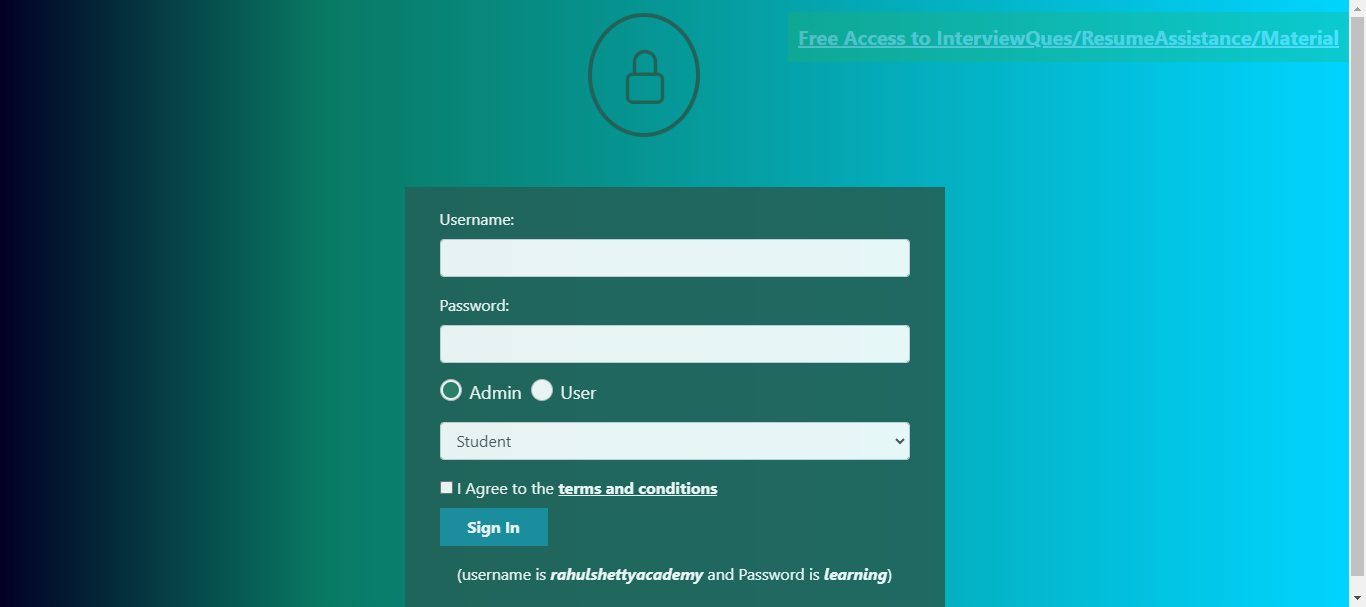 Free Access to InterviewQues/ResumeAssistance/Material
Username:
Password:
Admin User
Student
I Agree to the terms and conditions
Sign In
(username is rahulshettyacademy and Password is learning)